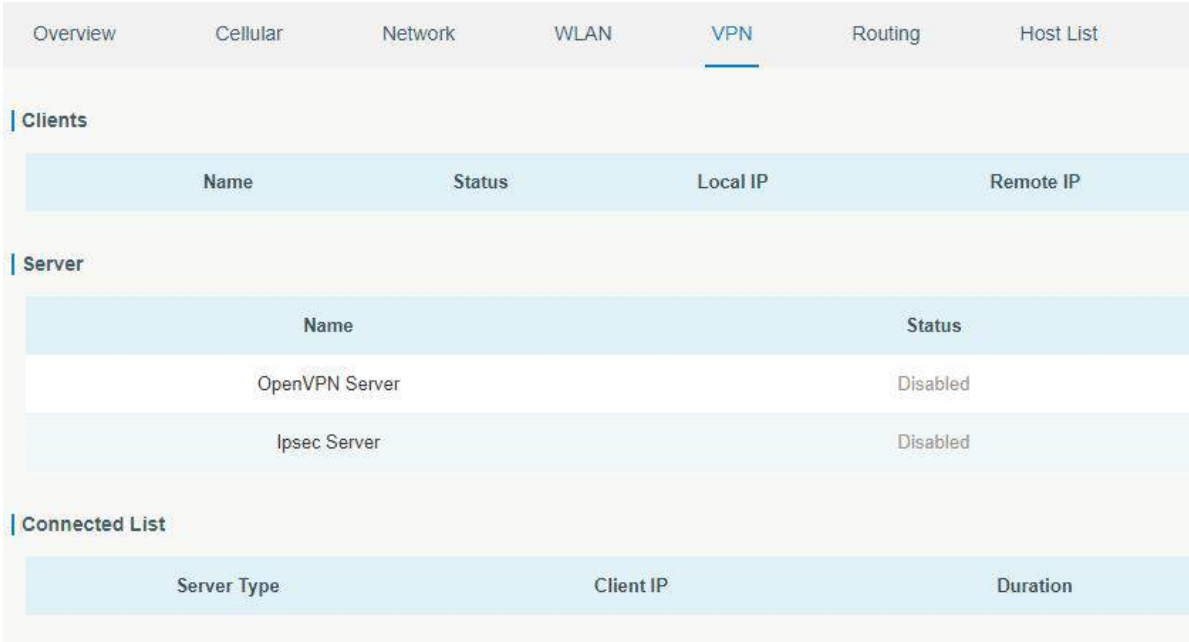 Overview Cellular Network WLAN VPN Routing Host List
Clients
Name Status Local IP Remote IP
Server
Name Status
OpenVPN Server Disabled
Ipsec Server Disabled
Connected List
Server Type Client IP Duration